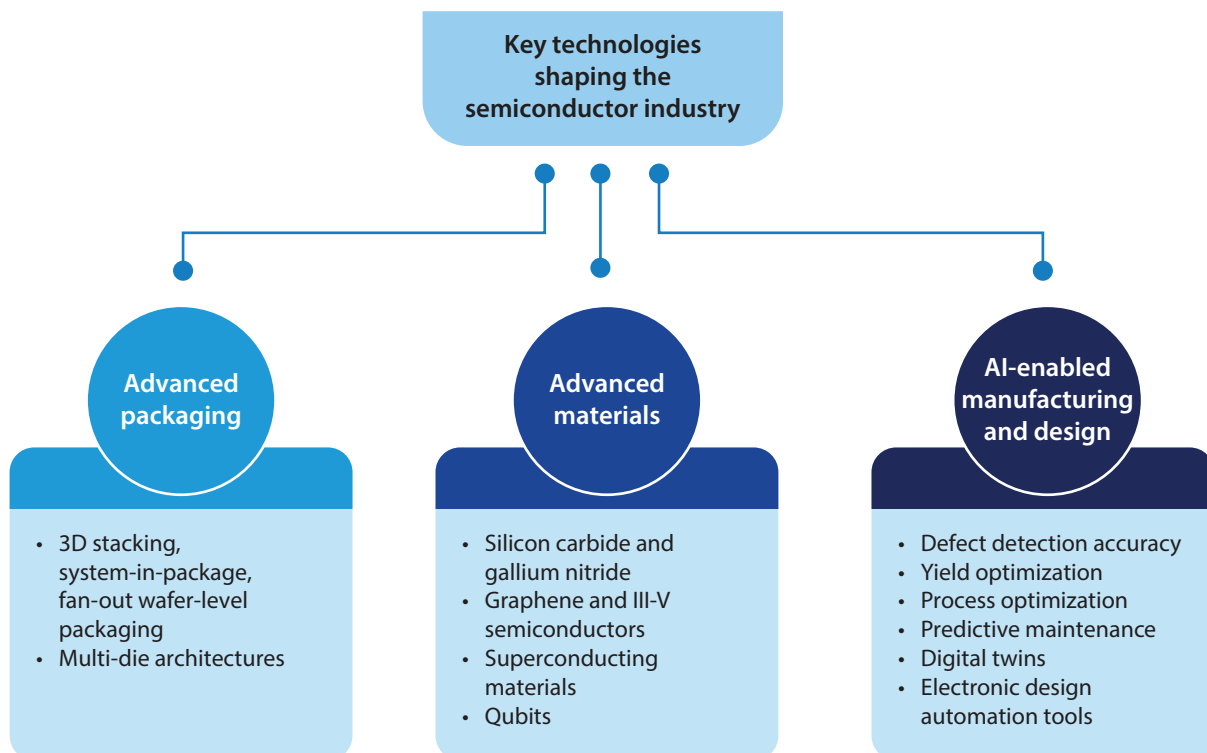 Key technologies
shaping the
semiconductor industry
Advanced
packaging
• 3D stacking,
system-in-package,
fan-out wafer-level
packaging
• Multi-die architectures
Advanced
materials
• Silicon carbide and
gallium nitride
• Graphene and III-V
semiconductors
• Superconducting
materials
• Qubits
AI-enabled
manufacturing
and design
• Defect detection accuracy
• Yield optimization
• Process optimization
• Predictive maintenance
• Digital twins
• Electronic design
automation tools